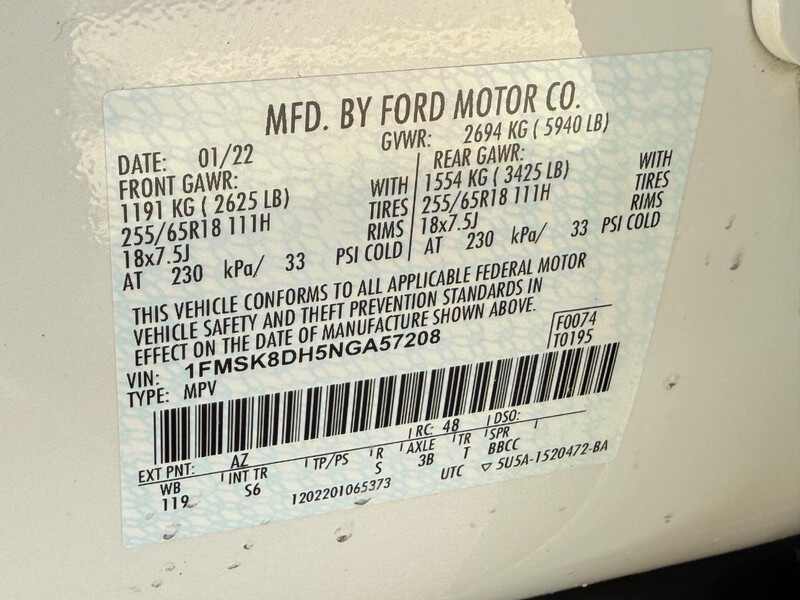 MFD. BY FORD MOTOR CO.
DATE: 01/22 GVWR: 2694 KG ( 5940 LB)
FRONT GAWR: REAR GAWR:
1191 KG ( 2625 LB) WITH 1554 KG ( 3425 LB) WITH
255/65R18 111H TIRES 255/65R18 111H TIRES
18x7.5J RIMS 18x7.5J RIMS
AT 230 kPa/ 33 PSI COLD AT 230 kPa/ 33 PSI COLD
THIS VEHICLE CONFORMS TO ALL APPLICABLE FEDERAL MOTOR
VEHICLE SAFETY AND THEFT PREVENTION STANDARDS IN
EFFECT ON THE DATE OF MANUFACTURE SHOWN ABOVE.
VIN: 1FMSK8DH5NGA57208 F0074
TYPE: MPV T0195
EXT PNT: AZ RC: 48 DSO:
WB INT TR TP/PS R AXLE TR SPR
119 S6 S 3B T BBCC
1202201065373 UTC ▽ 5U5A-1520472-BA